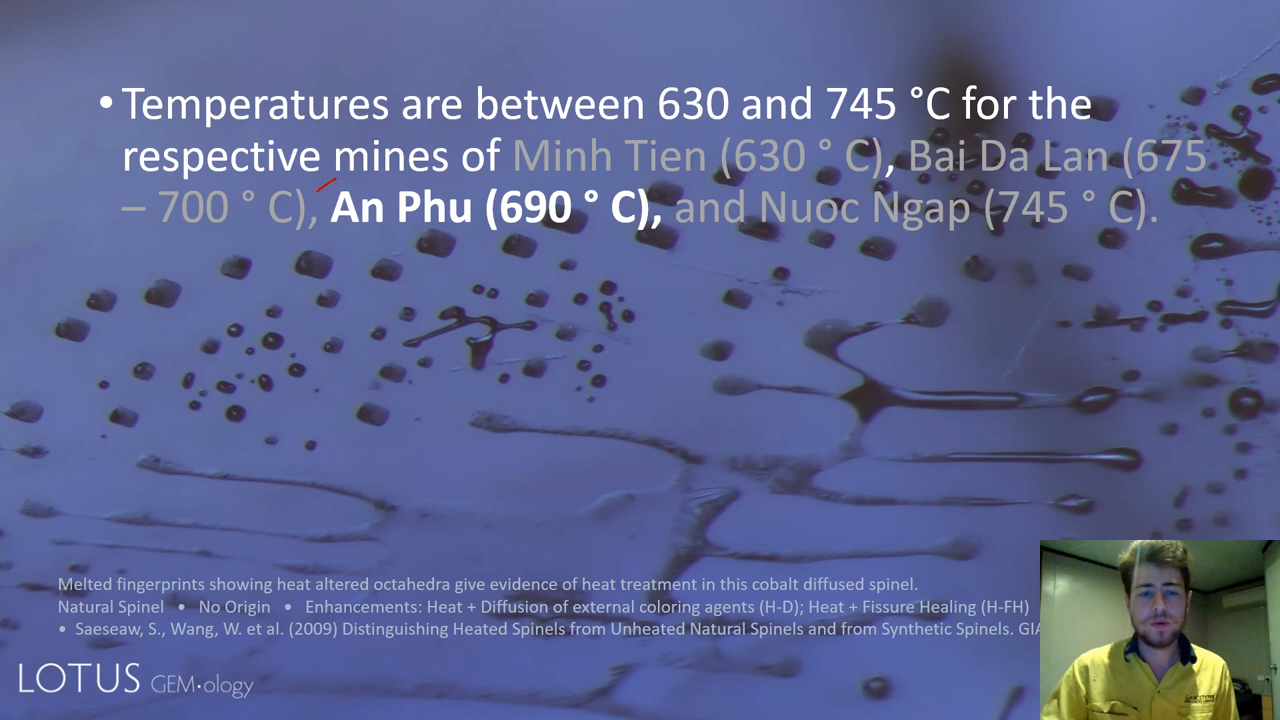 • Temperatures are between 630 and 745 °C for the
respective mines of Minh Tien (630 ° C), Bai Da Lan (675
– 700 ° C), An Phu (690 ° C), and Nuoc Ngap (745 ° C).
Melted fingerprints showing heat altered octahedra give evidence of heat treatment in this cobalt diffused spinel.
Natural Spinel • No Origin • Enhancements: Heat + Diffusion of external coloring agents (H-D); Heat + Fissure Healing (H-FH)
• Saeseaw, S., Wang, W. et al. (2009) Distinguishing Heated Spinels from Unheated Natural Spinels and from Synthetic Spinels.
LOTUS GEM•ology